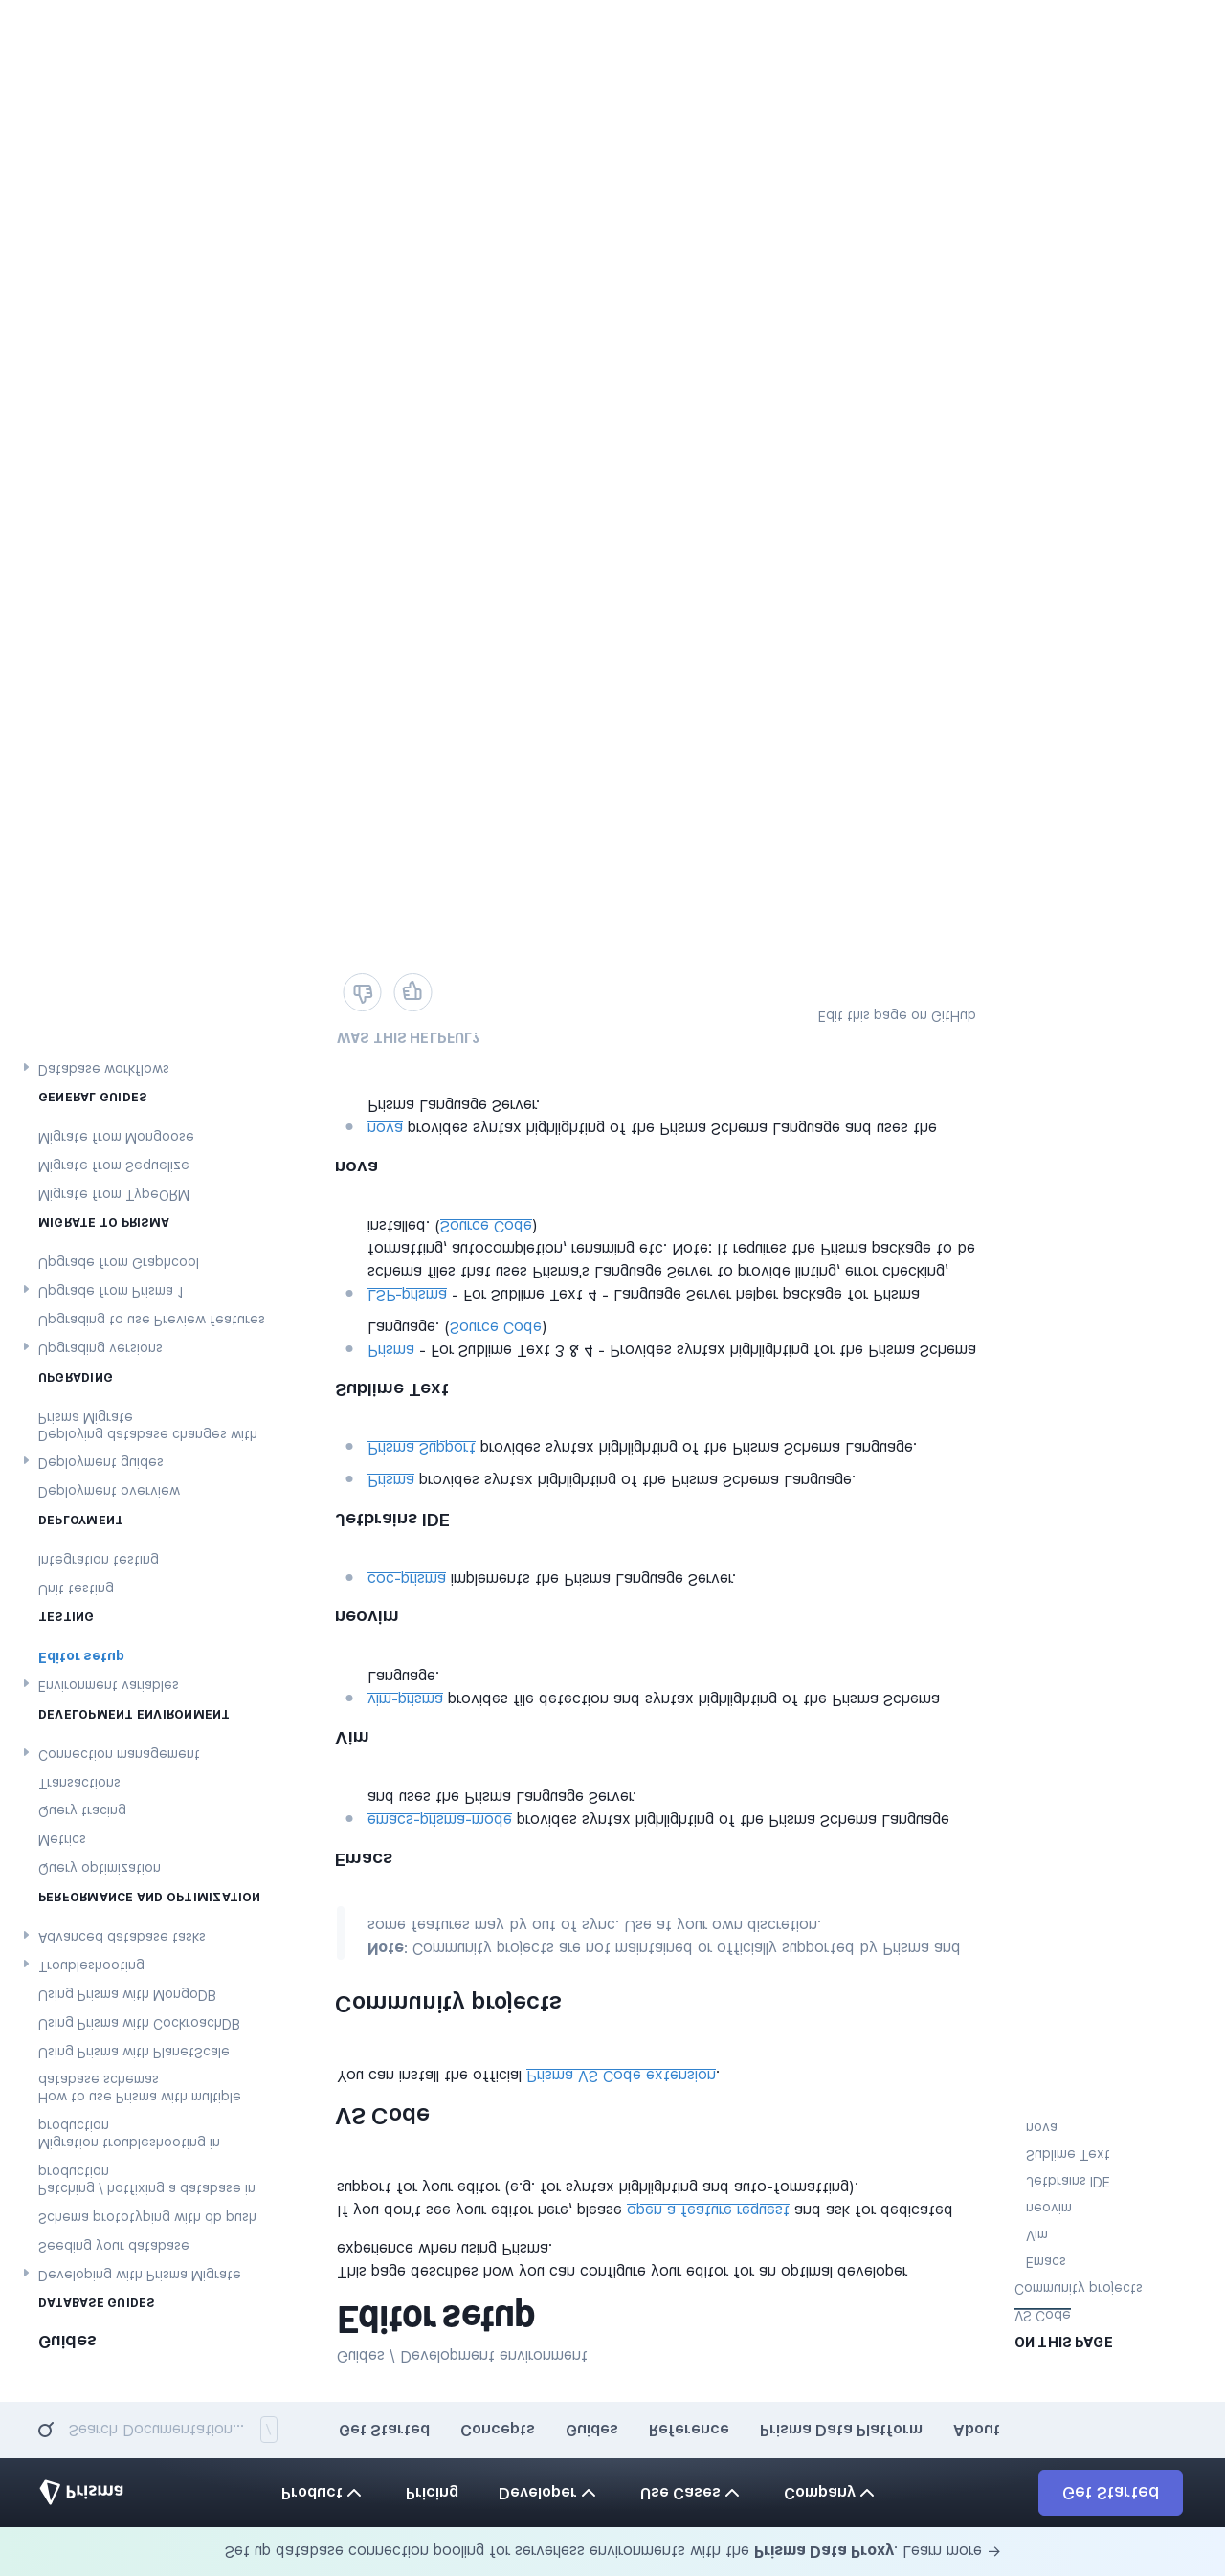 Set up database connection pooling for serverless environments with the Prisma Data Proxy. Learn more →
Prisma
Product
Pricing
Developer
Use Cases
Company
Get Started
Search Documentation... /
Get Started
Concepts
Guides
Reference
Prisma Data Platform
About
Guides
DATABASE GUIDES
Developing with Prisma Migrate
Seeding your database
Schema prototyping with db push
Patching / hotfixing a database in
production
Migration troubleshooting in
production
How to use Prisma with multiple
database schemas
Using Prisma with PlanetScale
Using Prisma with CockroachDB
Using Prisma with MongoDB
Troubleshooting
Advanced database tasks
PERFORMANCE AND OPTIMIZATION
Query optimization
Metrics
Query tracing
Transactions
Connection management
DEVELOPMENT ENVIRONMENT
Environment variables
Editor setup
TESTING
Unit testing
Integration testing
DEPLOYMENT
Deployment overview
Deployment guides
Deploying database changes with
Prisma Migrate
UPGRADING
Upgrading versions
Upgrading to use Preview features
Upgrade from Prisma 1
Upgrade from Graphcool
MIGRATE TO PRISMA
Migrate from TypeORM
Migrate from Sequelize
Migrate from Mongoose
GENERAL GUIDES
Database workflows
Guides / Development environment
Editor setup
This page describes how you can configure your editor for an optimal developer
experience when using Prisma.
If you don't see your editor here, please open a feature request and ask for dedicated
support for your editor (e.g. for syntax highlighting and auto-formatting).
VS Code
You can install the official Prisma VS Code extension.
Community projects
Note: Community projects are not maintained or officially supported by Prisma and
some features may by out of sync. Use at your own discretion.
Emacs
emacs-prisma-mode provides syntax highlighting of the Prisma Schema Language
and uses the Prisma Language Server.
Vim
vim-prisma provides file detection and syntax highlighting of the Prisma Schema
Language.
neovim
coc-prisma implements the Prisma Language Server.
Jetbrains IDE
Prisma provides syntax highlighting of the Prisma Schema Language.
Prisma Support provides syntax highlighting of the Prisma Schema Language.
Sublime Text
Prisma - For Sublime Text 3 & 4 - Provides syntax highlighting for the Prisma Schema
Language. (Source Code)
LSP-prisma - For Sublime Text 4 - Language Server helper package for Prisma
schema files that uses Prisma's Language Server to provide linting, error checking,
formatting, autocompletion, renaming etc. Note: It requires the Prisma package to be
installed. (Source Code)
nova
nova provides syntax highlighting of the Prisma Schema Language and uses the
Prisma Language Server.
WAS THIS HELPFUL?
Edit this page on GitHub
ON THIS PAGE
VS Code
Community projects
Emacs
Vim
neovim
Jetbrains IDE
Sublime Text
nova